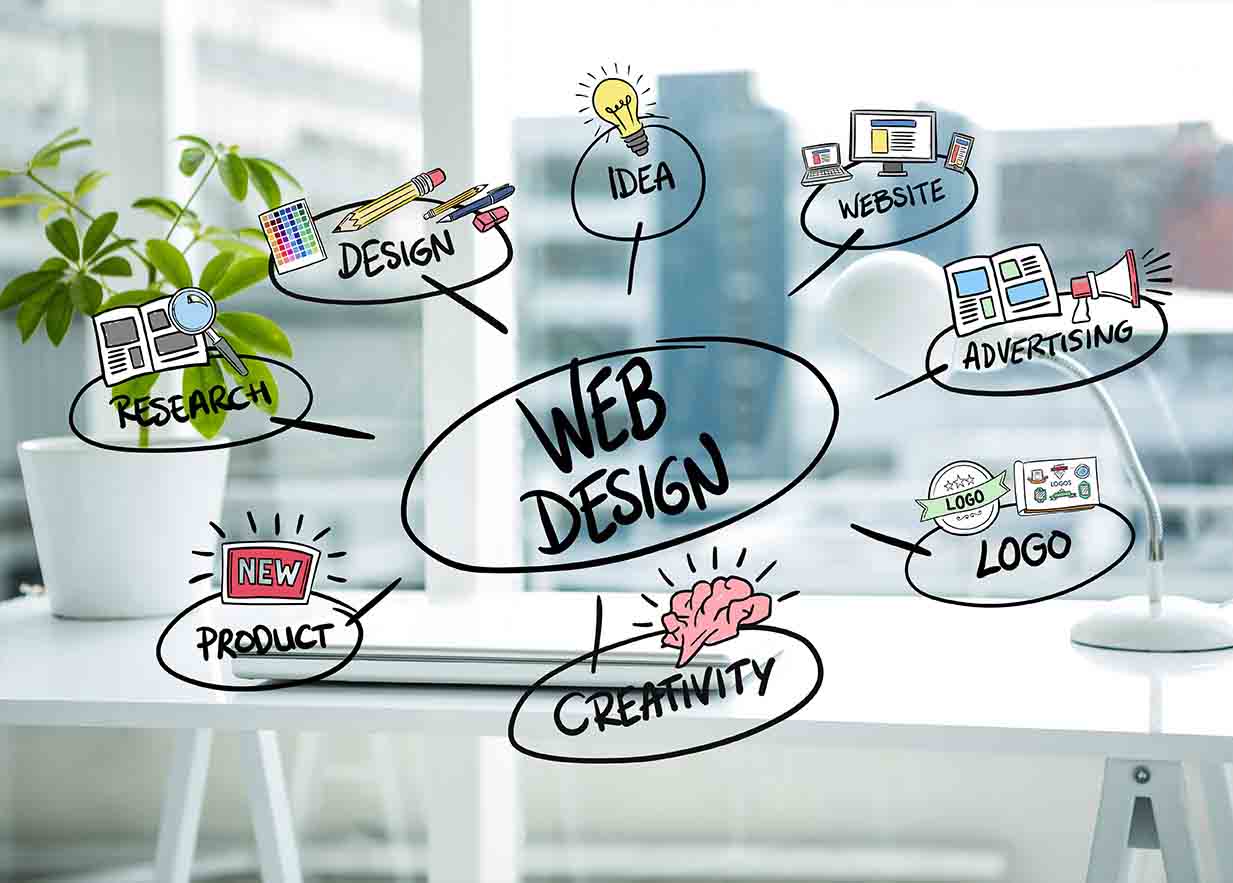 IDEA
WEBSITE
DESIGN
ADVERTISING
RESEARCH
WEB
DESIGN
LOGO
LOGOS
LOGO
NEW
PRODUCT
CREATIVITY